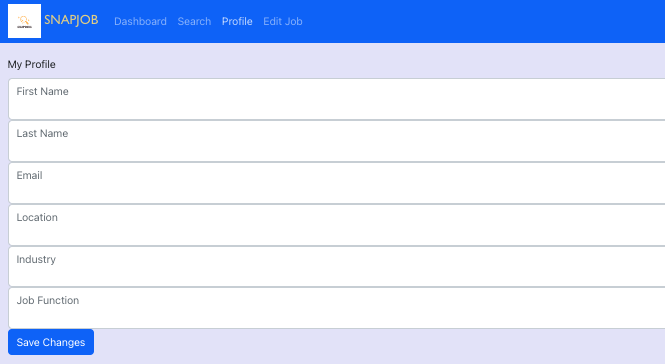 SNAPJOB Dashboard Search Profile Edit Job
My Profile
First Name
Last Name
Email
Location
Industry
Job Function
Save Changes